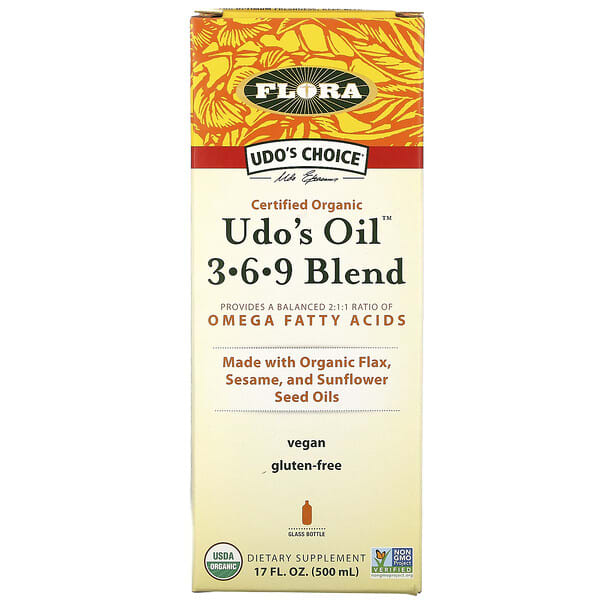 FLORA
UDO'S CHOICE®
Certified Organic
Udo's Oil™
3•6•9 Blend
PROVIDES A BALANCED 2:1:1 RATIO OF
OMEGA FATTY ACIDS
Made with Organic Flax,
Sesame, and Sunflower
Seed Oils
vegan
gluten-free
GLASS BOTTLE
USDA
ORGANIC
DIETARY SUPPLEMENT
17 FL. OZ. (500 mL)
NON
GMO
Project
VERIFIED
nongmoproject.org